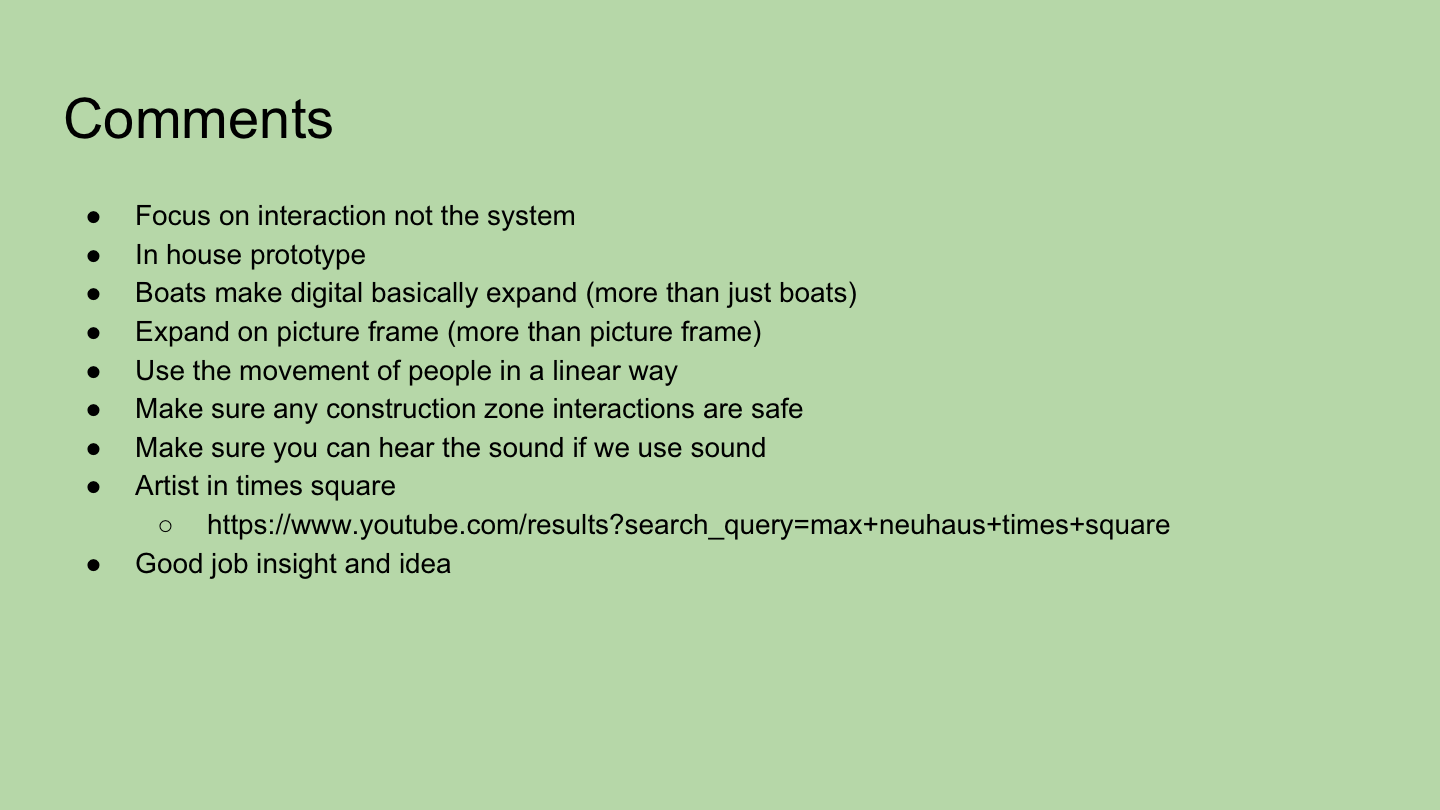 Comments
● Focus on interaction not the system
● In house prototype
● Boats make digital basically expand (more than just boats)
● Expand on picture frame (more than picture frame)
● Use the movement of people in a linear way
● Make sure any construction zone interactions are safe
● Make sure you can hear the sound if we use sound
● Artist in times square
○ https://www.youtube.com/results?search_query=max+neuhaus+times+square
● Good job insight and idea